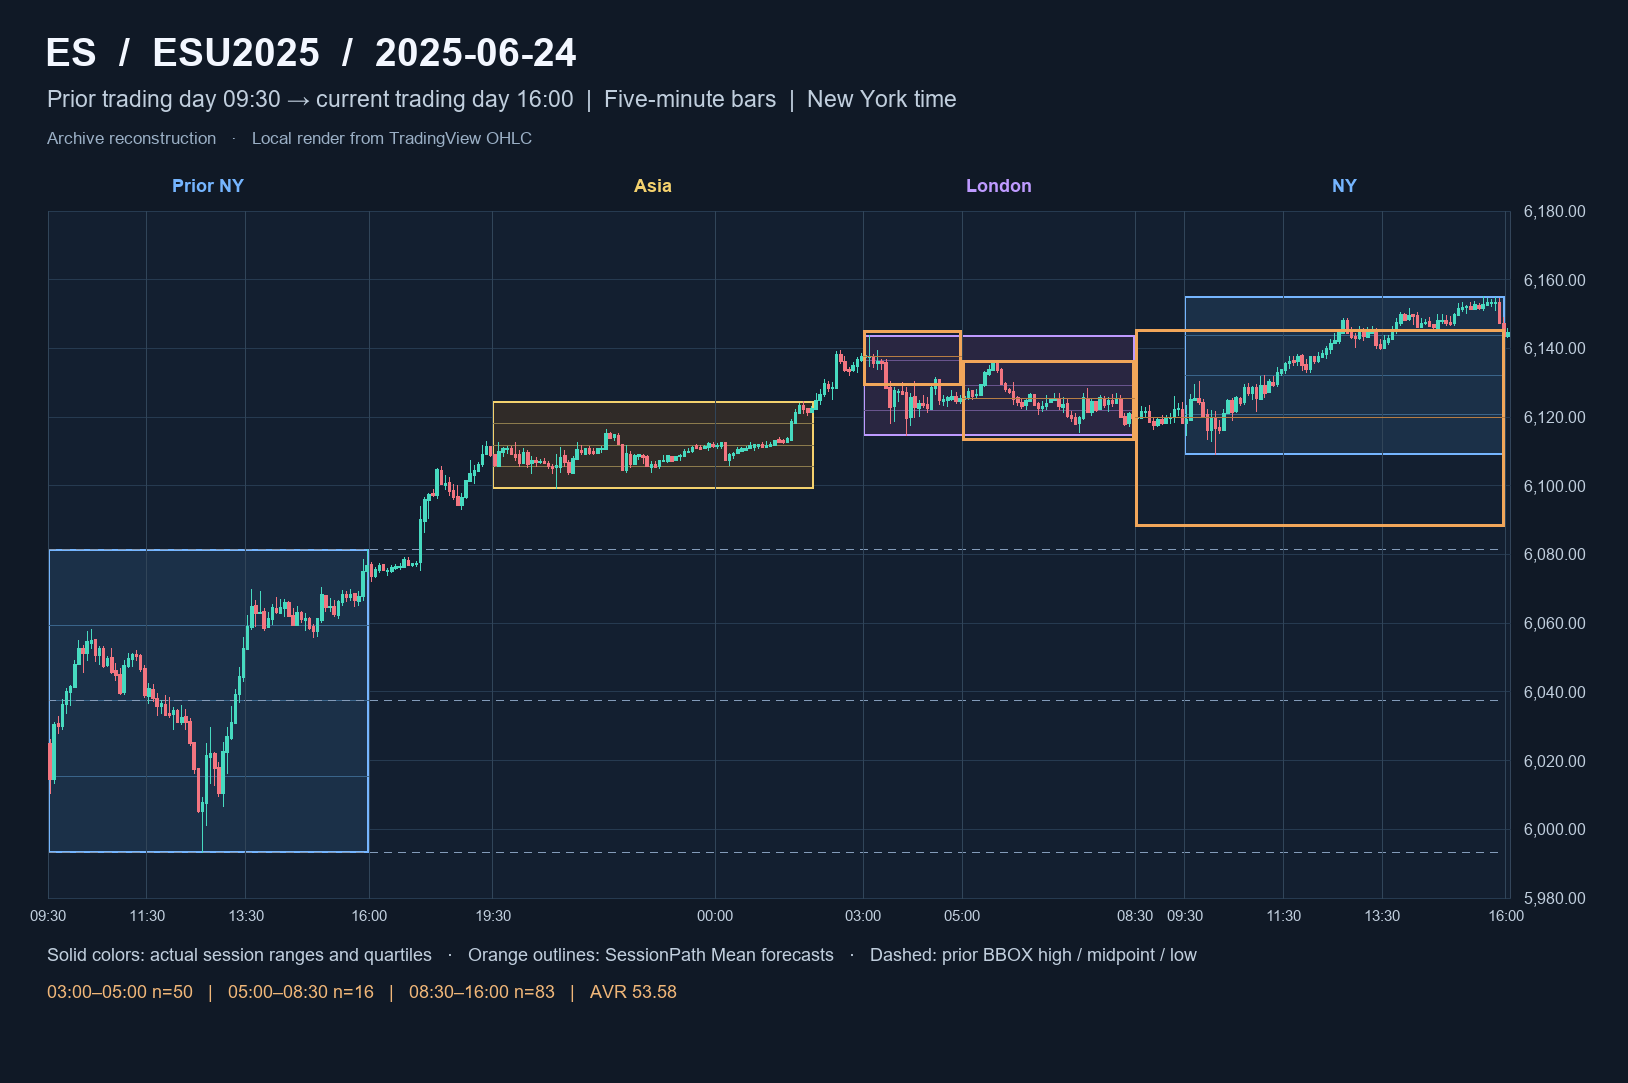 ES / ESU2025 / 2025-06-24
Prior trading day 09:30 → current trading day 16:00 | Five-minute bars | New York time
Archive reconstruction · Local render from TradingView OHLC
Prior NY Asia London NY
6,180.00
6,160.00
6,140.00
6,120.00
6,100.00
6,080.00
6,060.00
6,040.00
6,020.00
6,000.00
5,980.00
09:30 11:30 13:30 16:00 19:30 00:00 03:00 05:00 08:30 09:30 11:30 13:30 16:00
Solid colors: actual session ranges and quartiles · Orange outlines: SessionPath Mean forecasts · Dashed: prior BBOX high / midpoint / low
03:00–05:00 n=50 | 05:00–08:30 n=16 | 08:30–16:00 n=83 | AVR 53.58